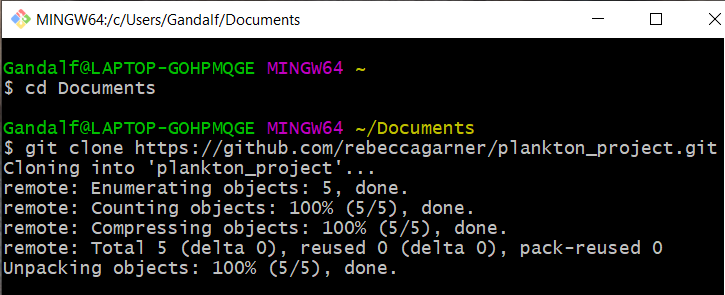 MINGW64:/c/Users/Gandalf/Documents
Gandalf@LAPTOP-GOHPMQGE MINGW64 ~
$ cd Documents
Gandalf@LAPTOP-GOHPMQGE MINGW64 ~/Documents
$ git clone https://github.com/rebeccagarner/plankton_project.git
Cloning into 'plankton_project'...
remote: Enumerating objects: 5, done.
remote: Counting objects: 100% (5/5), done.
remote: Compressing objects: 100% (5/5), done.
remote: Total 5 (delta 0), reused 0 (delta 0), pack-reused 0
Unpacking objects: 100% (5/5), done.